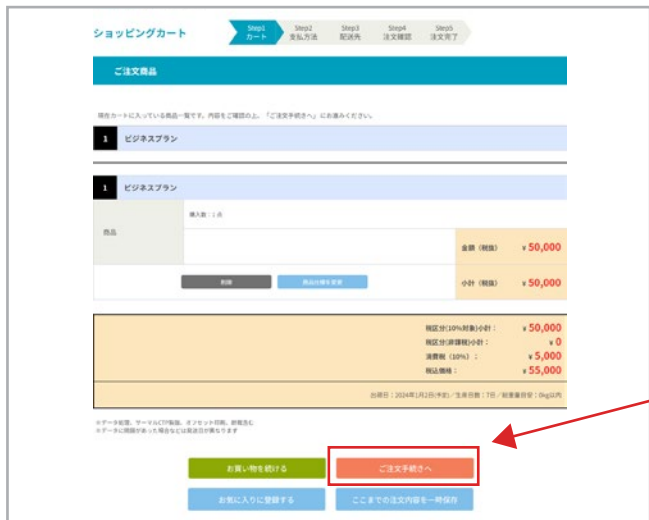 ショッピングカート
Step1 カート
Step2 支払方法
Step3 配送先
Step4 注文確認
Step5 注文完了
ご注文商品
現在カートに入っている商品一覧です。内容をご確認の上、「ご注文手続きへ」にお進みください。
1 ビジネスプラン
1 ビジネスプラン
購入数：1 点
商品
金額（税抜） ¥ 50,000
削除 商品仕様を変更 小計（税抜） ¥ 50,000
税区分(10%対象)小計： ¥ 50,000
税区分(非課税)小計： ¥ 0
消費税（10%）： ¥ 5,000
税込価格： ¥ 55,000
出荷日：2024年1月2日(予定)／生産日数：7日／総重量目安：0kg以内
※データ処理、サーマルCTP製版、オフセット印刷、断裁含む
※データに問題があった場合などは発送日が異なります
お買い物を続ける ご注文手続きへ
お気に入りに登録する ここまでの注文内容を一時保存